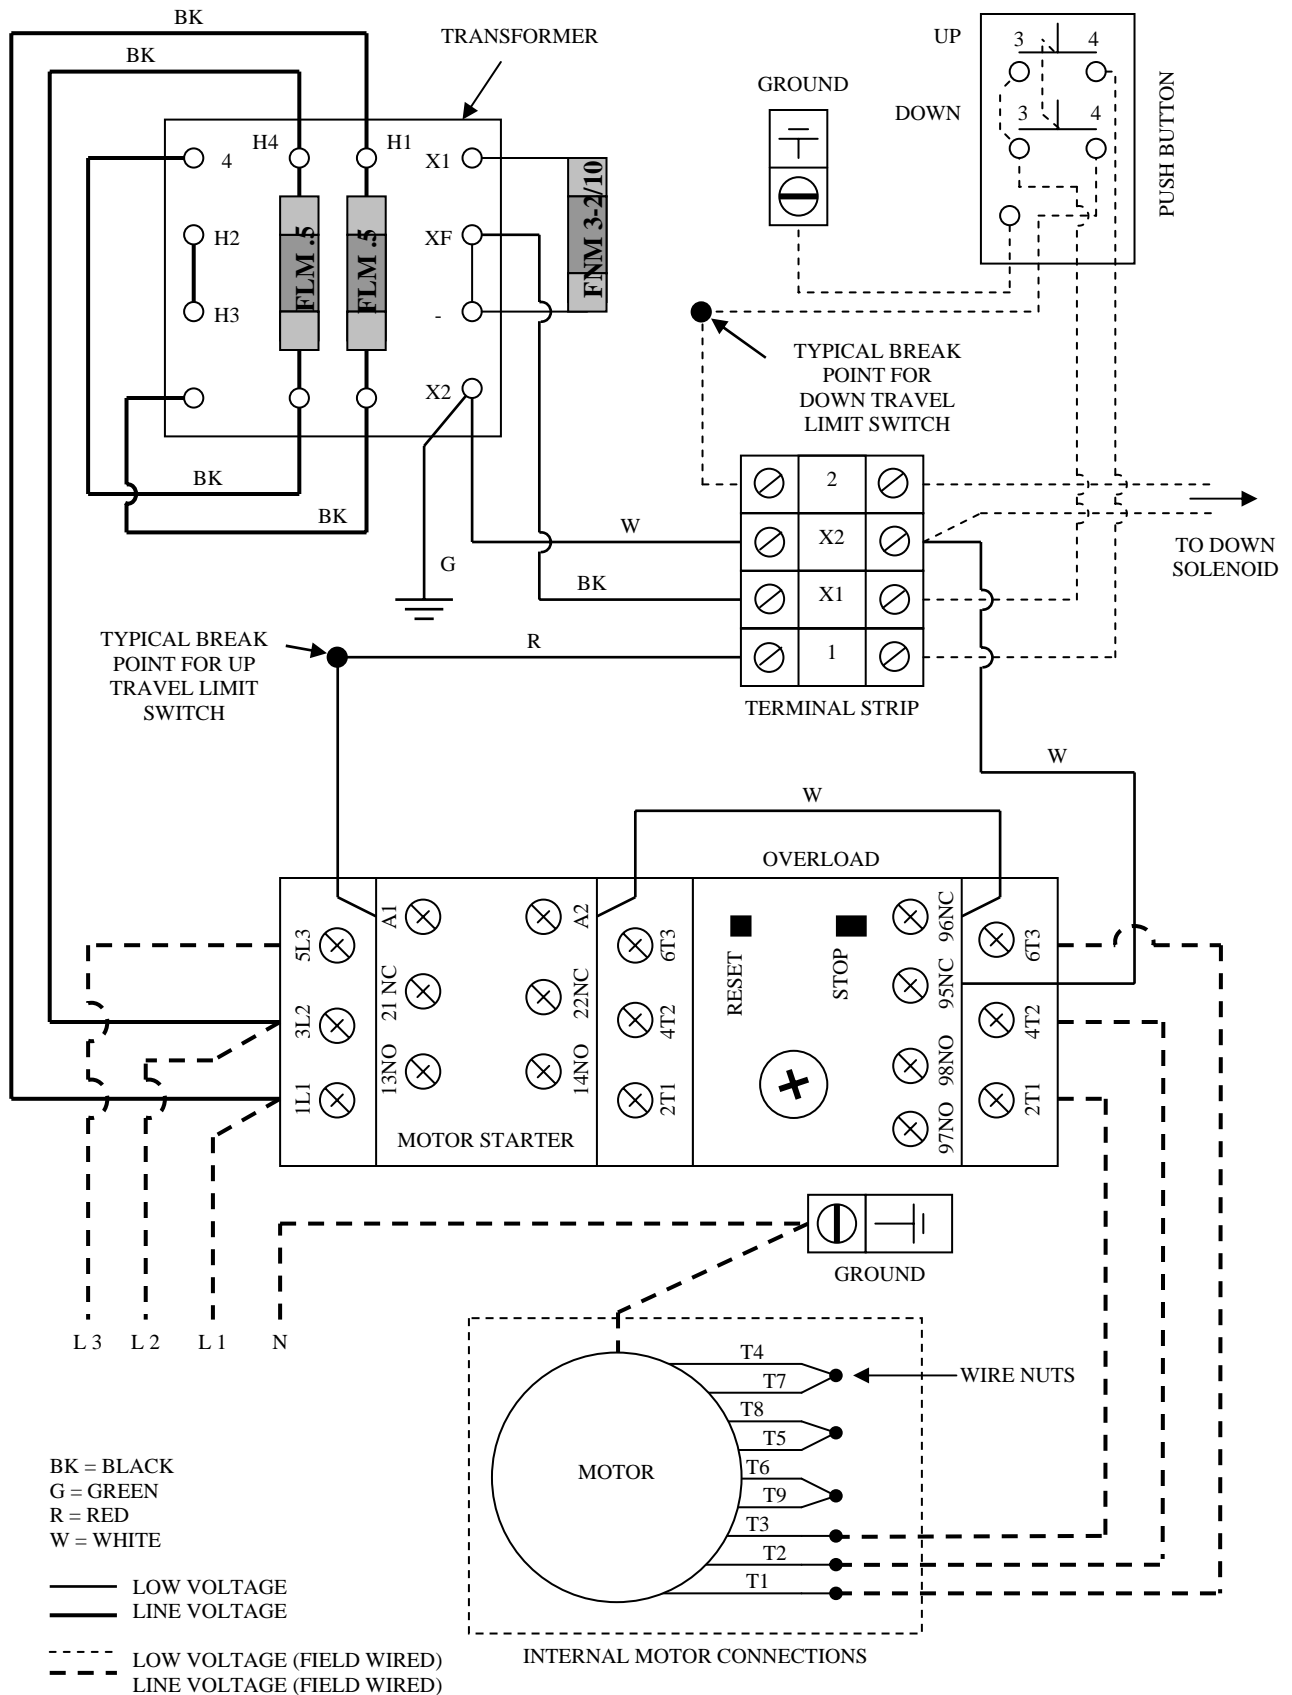 BK
BK
TRANSFORMER
UP
3
4
GROUND
DOWN
3
4
PUSH BUTTON
4
H4
H1
X1
FNM 3-2/10
H2
XF
FLM .5
FLM .5
H3
-
X2
TYPICAL BREAK
POINT FOR
DOWN TRAVEL
LIMIT SWITCH
BK
BK
2
W
X2
TO DOWN
SOLENOID
G
BK
X1
TYPICAL BREAK
POINT FOR UP
TRAVEL LIMIT
SWITCH
R
1
TERMINAL STRIP
W
W
OVERLOAD
5L3
A1
A2
6T3
RESET
STOP
96NC
6T3
3L2
21 NC
22NC
4T2
95NC
4T2
1L1
13NO
14NO
2T1
98NO
97NO
2T1
MOTOR STARTER
GROUND
L 3
L 2
L 1
N
T4
T7
WIRE NUTS
T8
T5
MOTOR
T6
T9
T3
T2
T1
INTERNAL MOTOR CONNECTIONS
BK = BLACK
G = GREEN
R = RED
W = WHITE
LOW VOLTAGE
LINE VOLTAGE
LOW VOLTAGE (FIELD WIRED)
LINE VOLTAGE (FIELD WIRED)